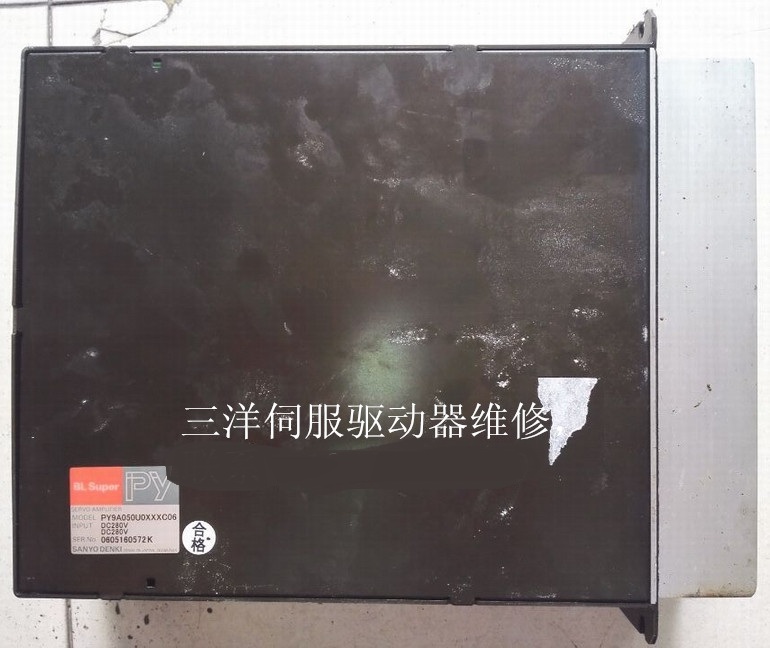 三洋伺服驱动器维修
BL Super PY
SERVO AMPLIFIER
MODEL PY9A050U0XXXC06
INPUT DC280V
DC280V
SER.No. 0605160572K
SANYO DENKI
合格